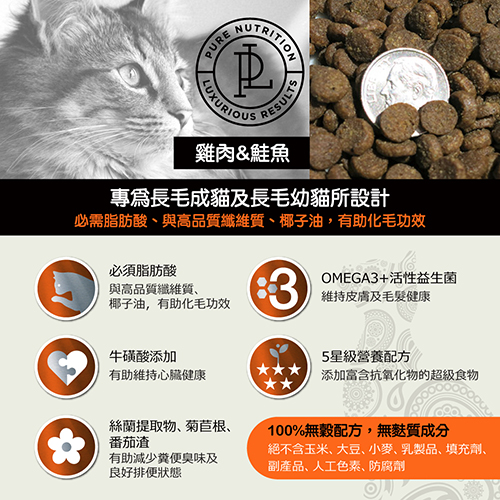 PURE NUTRITION
PL
LUXURIOUS RESULTS
雞肉&鮭魚
專為長毛成貓及長毛幼貓所設計
必需脂肪酸、與高品質纖維質、椰子油,有助化毛功效
必須脂肪酸
與高品質纖維質、
椰子油,有助化毛功效
3
OMEGA3+活性益生菌
維持皮膚及毛髮健康
牛磺酸添加
有助維持心臟健康
5星級營養配方
添加富含抗氧化物的超級食物
絲蘭提取物、菊苣根、
番茄渣
有助減少糞便臭味及
良好排便狀態
100%無穀配方,無麩質成分
絕不含玉米、大豆、小麥、乳製品、填充劑、
副產品、人工色素、防腐劑